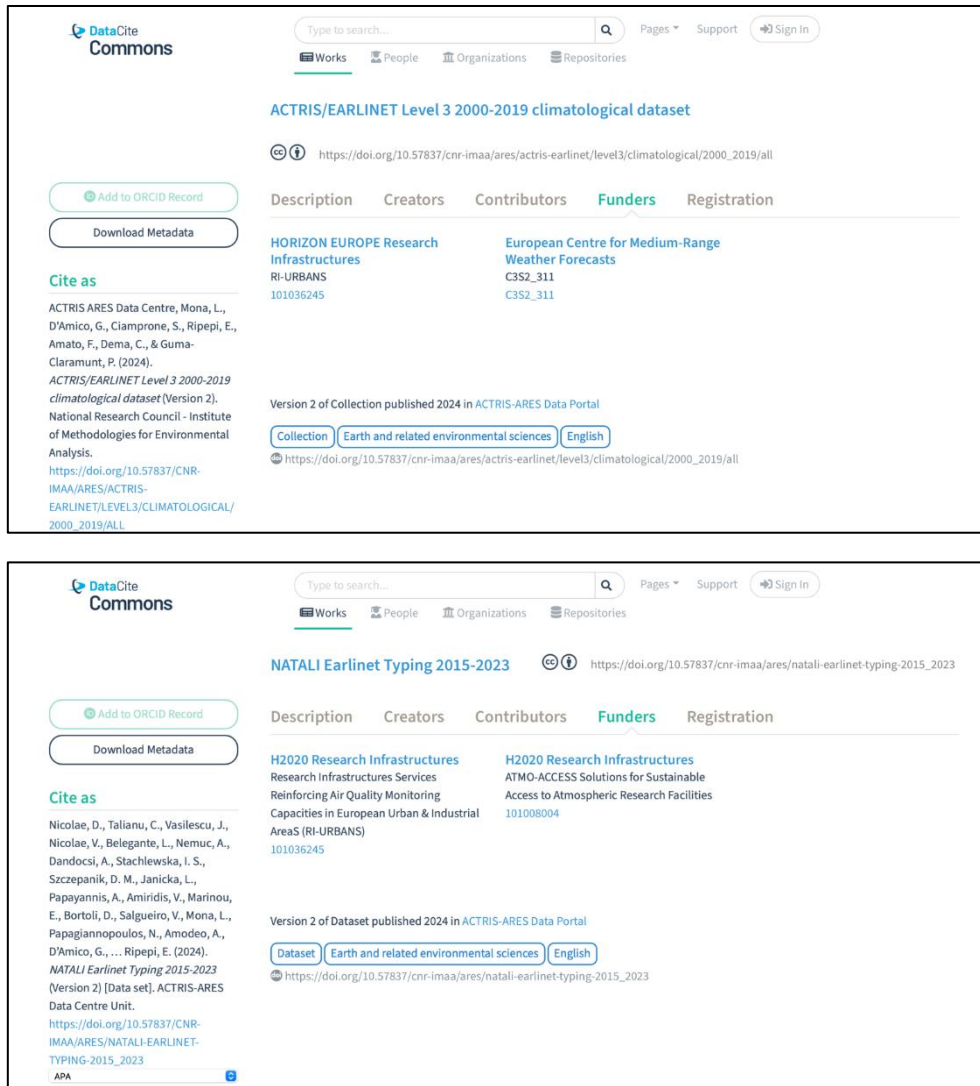 DataCite
Commons
Type to search...
Pages
Support
Sign In
Works
People
Organizations
Repositories
ACTRIS/EARLINET Level 3 2000-2019 climatological dataset
https://doi.org/10.57837/cnr-imaa/ares/actris-earlinet/level3/climatological/2000_2019/all
Add to ORCID Record
Download Metadata
Cite as
ACTRIS ARES Data Centre, Mona, L.,
D'Amico, G., Ciamprone, S., Ripepi, E.,
Amato, F., Dema, C., & Guma-
Claramunt, P. (2024).
ACTRIS/EARLINET Level 3 2000-2019
climatological dataset (Version 2).
National Research Council - Institute
of Methodologies for Environmental
Analysis.
https://doi.org/10.57837/CNR-
IMAA/ARES/ACTRIS-
EARLINET/LEVEL3/CLIMATOLOGICAL/
2000_2019/ALL
Description
Creators
Contributors
Funders
Registration
HORIZON EUROPE Research
Infrastructures
RI-URBANS
101036245
European Centre for Medium-Range
Weather Forecasts
C3S2_311
C3S2_311
Version 2 of Collection published 2024 in ACTRIS-ARES Data Portal
Collection
Earth and related environmental sciences
English
https://doi.org/10.57837/cnr-imaa/ares/actris-earlinet/level3/climatological/2000_2019/all
DataCite
Commons
Type to search...
Pages
Support
Sign In
Works
People
Organizations
Repositories
NATALI Earlinet Typing 2015-2023
https://doi.org/10.57837/cnr-imaa/ares/natali-earlinet-typing-2015_2023
Add to ORCID Record
Download Metadata
Cite as
Nicolae, D., Talianu, C., Vasilescu, J.,
Nicolae, V., Belegante, L., Nemuc, A.,
Dandocsi, A., Stachlewska, I. S.,
Szczepanik, D. M., Janicka, L.,
Papayannis, A., Amiridis, V., Marinou,
E., Bortoli, D., Salgueiro, V., Mona, L.,
Papagiannopoulos, N., Amodeo, A.,
D'Amico, G., … Ripepi, E. (2024).
NATALI Earlinet Typing 2015-2023
(Version 2) [Data set]. ACTRIS-ARES
Data Centre Unit.
https://doi.org/10.57837/CNR-
IMAA/ARES/NATALI-EARLINET-
TYPING-2015_2023
APA
Description
Creators
Contributors
Funders
Registration
H2020 Research Infrastructures
Research Infrastructures Services
Reinforcing Air Quality Monitoring
Capacities in European Urban & Industrial
AreaS (RI-URBANS)
101036245
H2020 Research Infrastructures
ATMO-ACCESS Solutions for Sustainable
Access to Atmospheric Research Facilities
101008004
Version 2 of Dataset published 2024 in ACTRIS-ARES Data Portal
Dataset
Earth and related environmental sciences
English
https://doi.org/10.57837/cnr-imaa/ares/natali-earlinet-typing-2015_2023